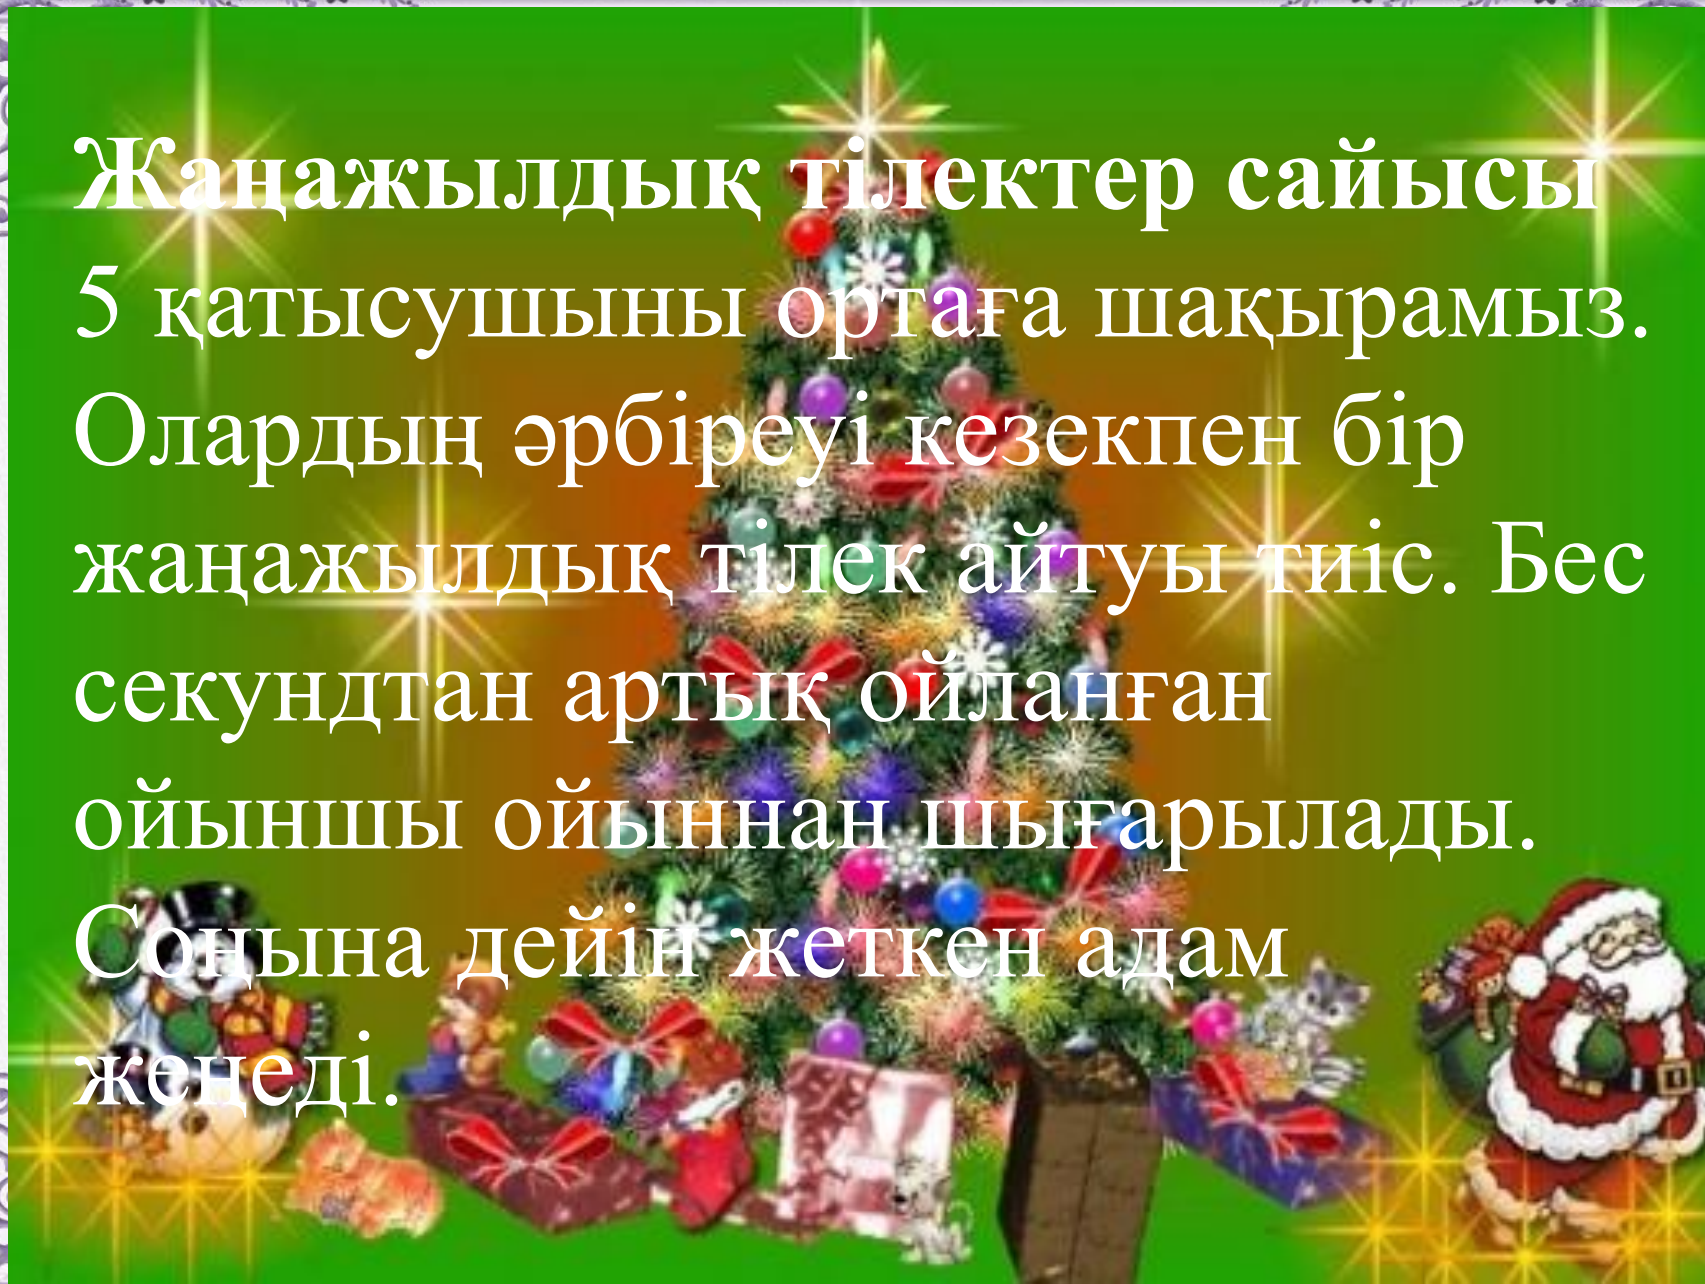 Жаңажылдық тілектер сайысы
5 қатысушыны ортаға шақырамыз.
Олардың әрбіреуі кезекпен бір
жаңажылдық тілек айтуы тиіс. Бес
секундтан артық ойланған
ойыншы ойыннан шығарылады.
Соңына дейін жеткен адам
жеңеді.